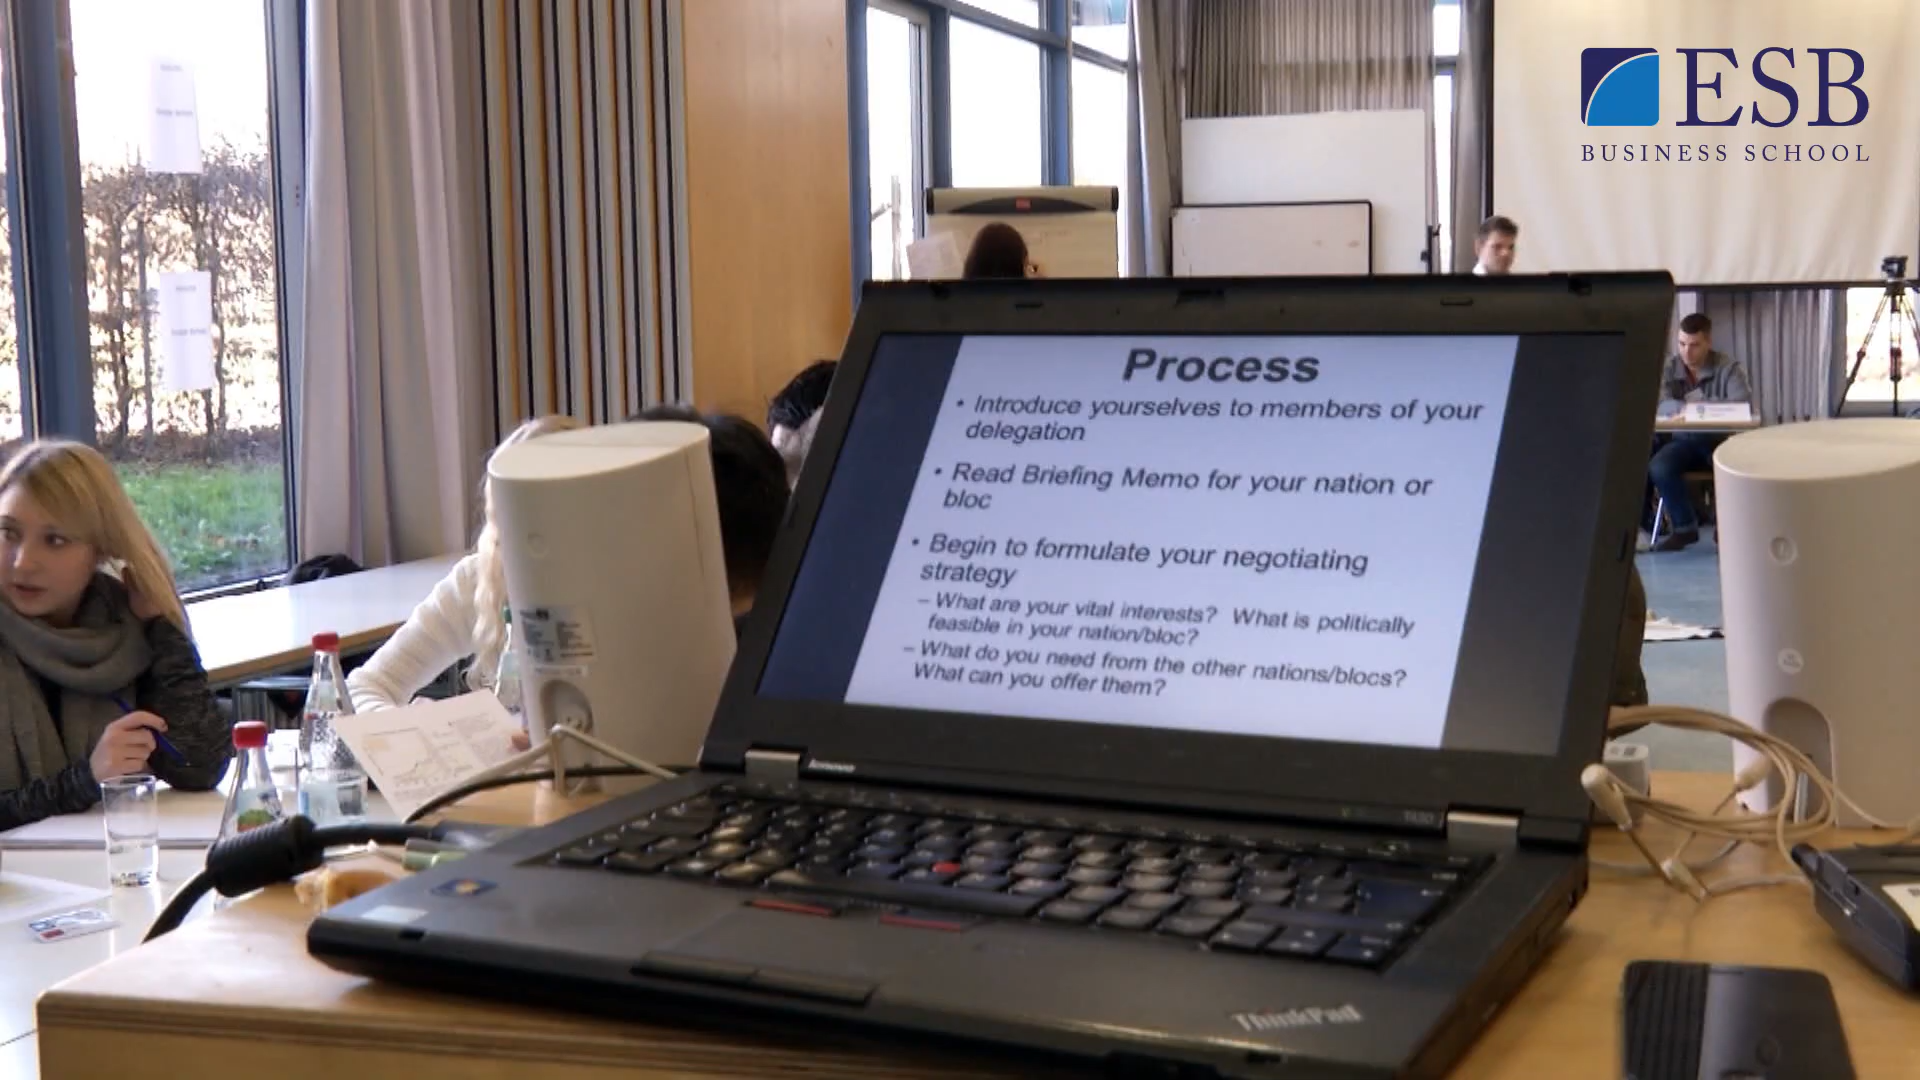 ESB
BUSINESS SCHOOL
Process
• Introduce yourselves to members of your
delegation
• Read Briefing Memo for your nation or
bloc
• Begin to formulate your negotiating
strategy
– What are your vital interests? What is politically
feasible in your nation/bloc?
– What do you need from the other nations/blocs?
What can you offer them?
lenovo
ThinkPad